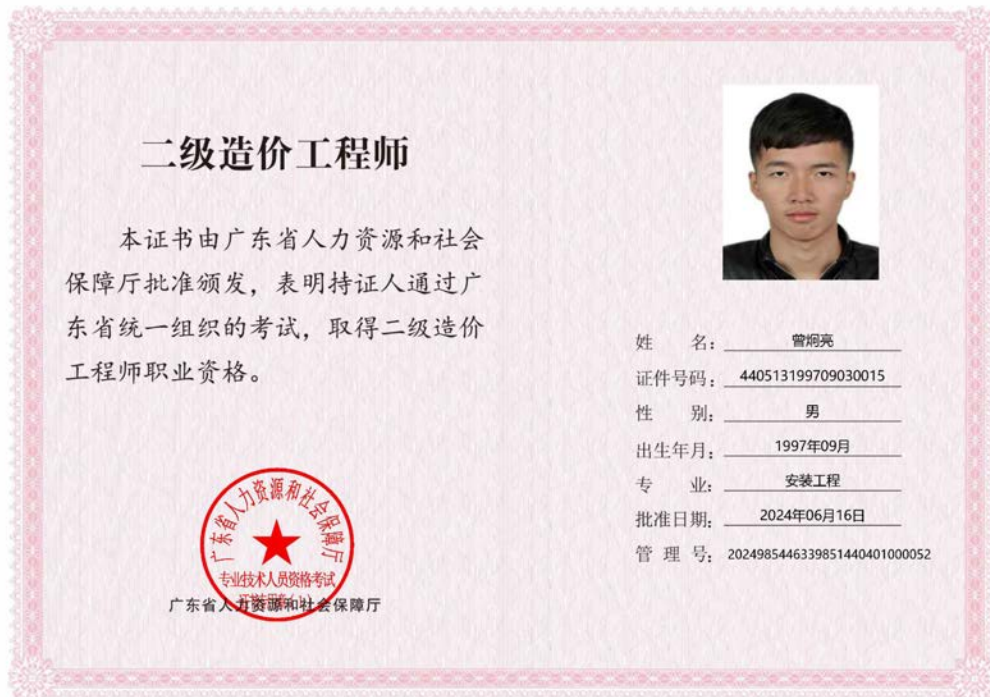 二级造价工程师
本证书由广东省人力资源和社会
保障厅批准颁发，表明持证人通过广
东省统一组织的考试，取得二级造价
工程师职业资格。
广东省人力资源和社会保障厅
专业技术人员资格考试
广东省人力资源和社会保障厅
姓 名：曾炯亮
证件号码：440513199709030015
性 别：男
出生年月：1997年09月
专 业：安装工程
批准日期：2024年06月16日
管 理 号：2024985446339851440401000052